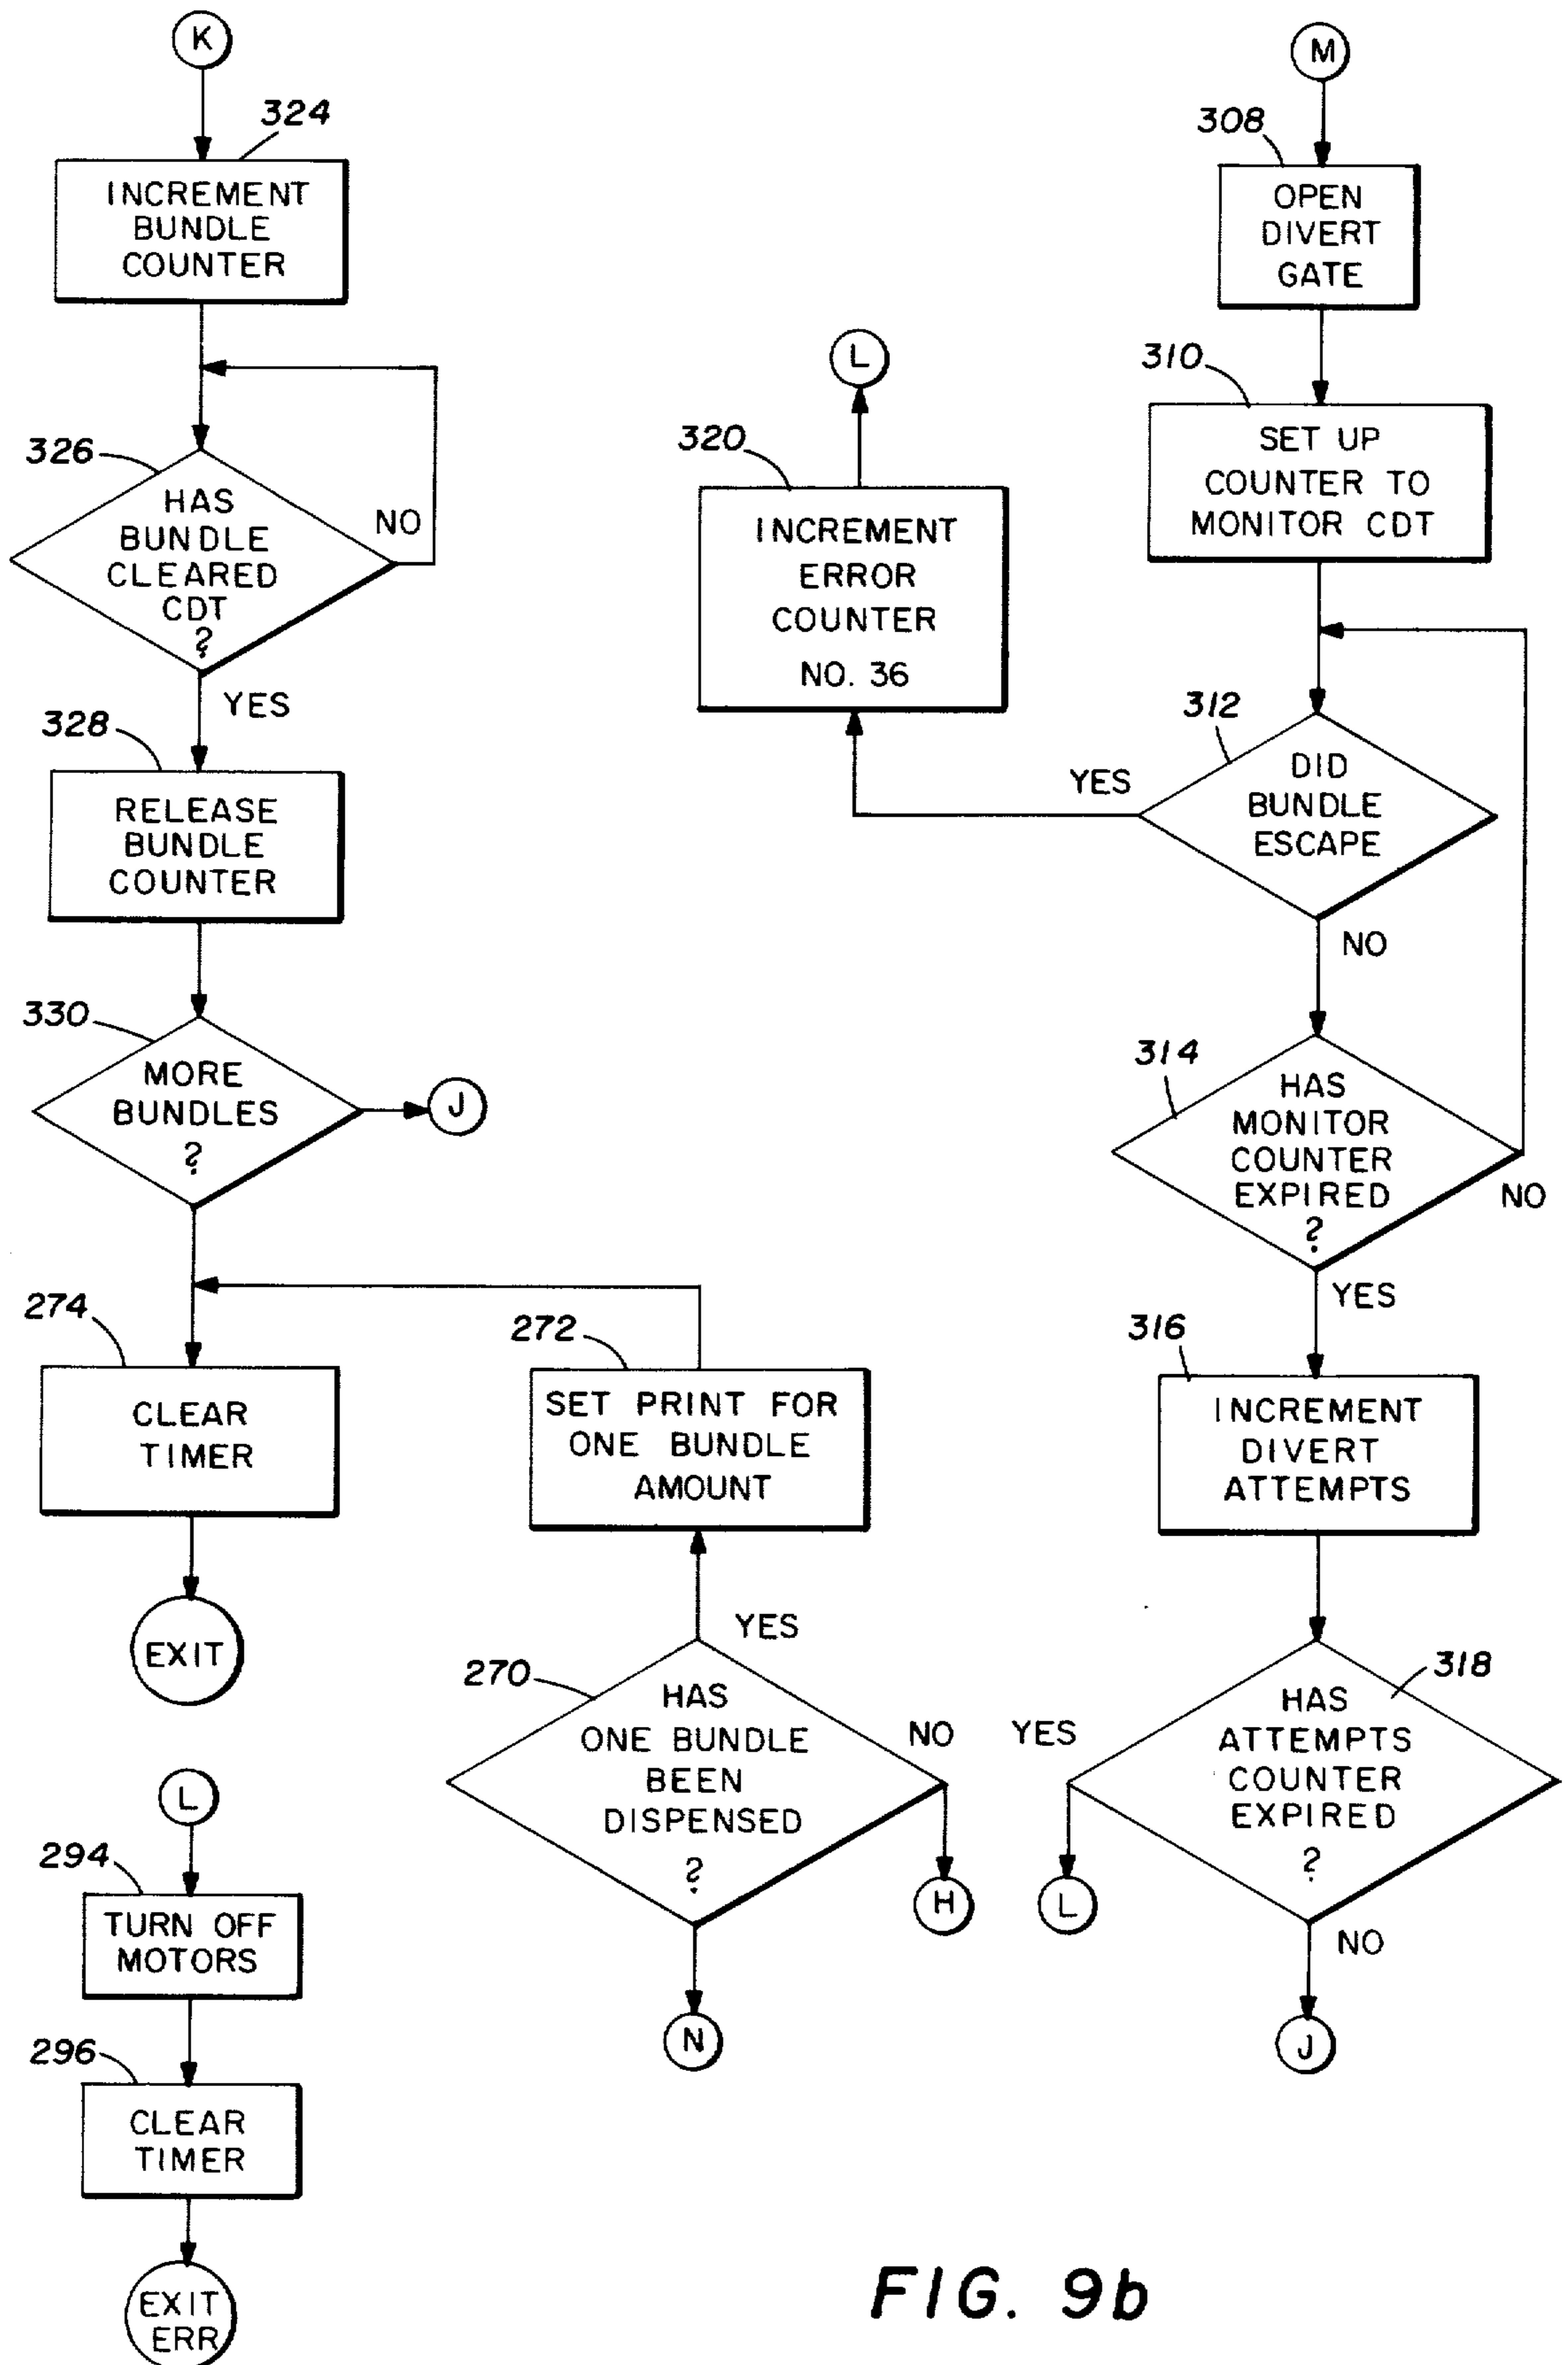 K
324
INCREMENT
BUNDLE
COUNTER
326
HAS
BUNDLE
CLEARED
CDT
?
NO
YES
328
RELEASE
BUNDLE
COUNTER
330
MORE
BUNDLES
?
J
274
CLEAR
TIMER
EXIT
272
SET PRINT FOR
ONE BUNDLE
AMOUNT
YES
270
HAS
ONE BUNDLE
BEEN
DISPENSED
?
NO
H
N
L
294
TURN OFF
MOTORS
296
CLEAR
TIMER
EXIT
ERR
M
308
OPEN
DIVERT
GATE
310
SET UP
COUNTER TO
MONITOR CDT
L
320
INCREMENT
ERROR
COUNTER
NO. 36
312
YES
DID
BUNDLE
ESCAPE
NO
314
HAS
MONITOR
COUNTER
EXPIRED
?
NO
YES
316
INCREMENT
DIVERT
ATTEMPTS
318
YES
HAS
ATTEMPTS
COUNTER
EXPIRED
?
L
NO
J
FIG. 9b